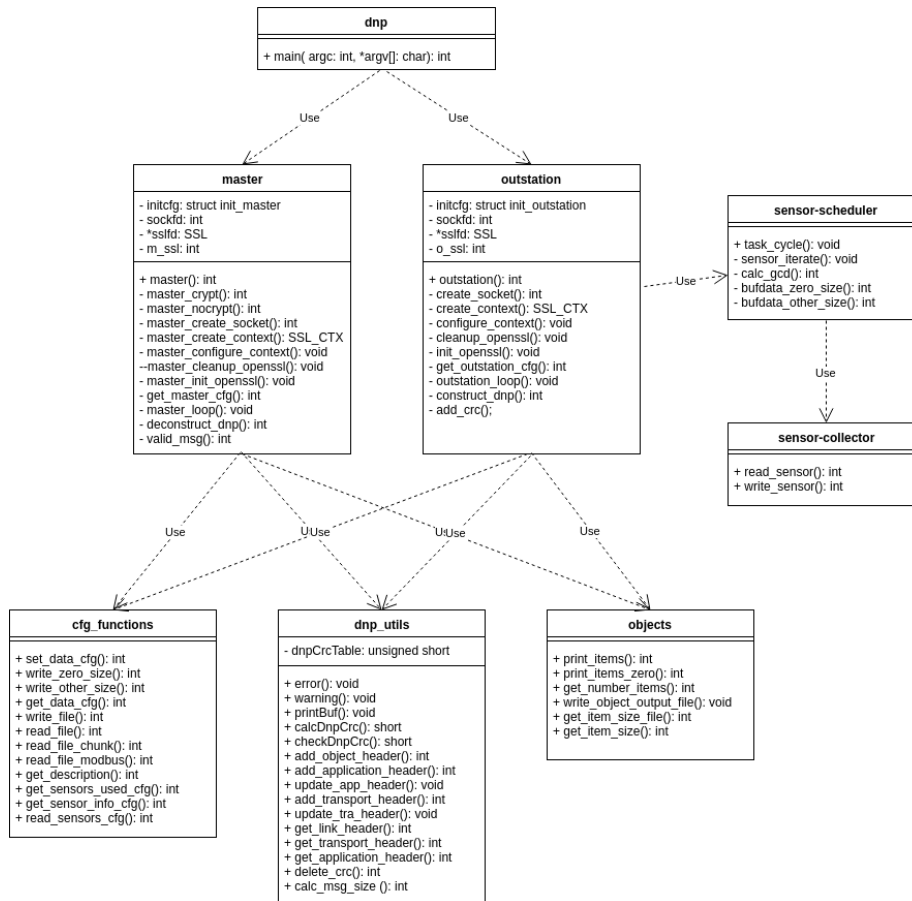 dnp
+ main( argc: int, *argv[]: char): int
Use
Use
master
- initcfg: struct init_master
- sockfd: int
- *sslfd: SSL
- m_ssl: int
+ master(): int
- master_crypt(): int
- master_nocrypt(): int
- master_create_socket(): int
- master_create_context(): SSL_CTX
- master_configure_context(): void
--master_cleanup_openssl(): void
- master_init_openssl(): void
- get_master_cfg(): int
- master_loop(): void
- deconstruct_dnp(): int
- valid_msg(): int
outstation
- initcfg: struct init_outstation
- sockfd: int
- *sslfd: SSL
- o_ssl: int
+ outstation(): int
- create_socket(): int
- create_context(): SSL_CTX
- configure_context(): void
- cleanup_openssl(): void
- init_openssl(): void
- get_outstation_cfg(): int
- outstation_loop(): void
- construct_dnp(): int
- add_crc();
Use
sensor-scheduler
+ task_cycle(): void
- sensor_iterate(): void
- calc_gcd(): int
- bufdata_zero_size(): int
- bufdata_other_size(): int
Use
sensor-collector
+ read_sensor(): int
+ write_sensor(): int
Use
Use
Use
Use
Use
Use
cfg_functions
+ set_data_cfg(): int
+ write_zero_size(): int
+ write_other_size(): int
+ get_data_cfg(): int
+ write_file(): int
+ read_file(): int
+ read_file_chunk(): int
+ read_file_modbus(): int
+ get_description(): int
+ get_sensors_used_cfg(): int
+ get_sensor_info_cfg(): int
+ read_sensors_cfg(): int
dnp_utils
- dnpCrcTable: unsigned short
+ error(): void
+ warning(): void
+ printBuf(): void
+ calcDnpCrc(): short
+ checkDnpCrc(): short
+ add_object_header(): int
+ add_application_header(): int
+ update_app_header(): void
+ add_transport_header(): int
+ update_tra_header(): void
+ get_link_header(): int
+ get_transport_header(): int
+ get_application_header(): int
+ delete_crc(): int
+ calc_msg_size (): int
objects
+ print_items(): int
+ print_items_zero(): int
+ get_number_items(): int
+ write_object_output_file(): void
+ get_item_size_file(): int
+ get_item_size(): int